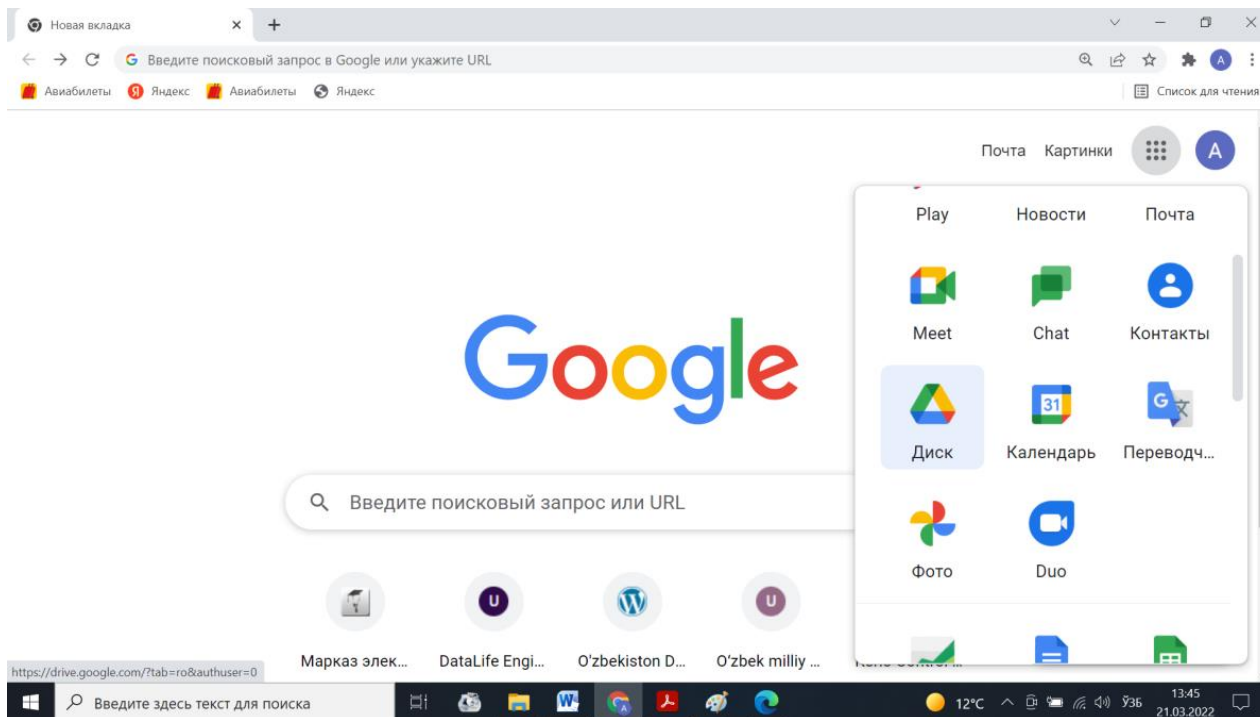 Новая вкладка
Введите поисковый запрос в Google или укажите URL
Авиабилеты Яндекс Авиабилеты Яндекс Список для чтения
Почта Картинки A
Play Новости Почта
Meet Chat Контакты
31 G
Диск Календарь Переводч...
Google
Введите поисковый запрос или URL
Фото Duo
U U
Марказ элек... DataLife Engi... O'zbekiston D... O'zbek milliy ...
https://drive.google.com/?tab=ro&authuser=0
Введите здесь текст для поиска 12°C ЎЗБ 13:45
21.03.2022